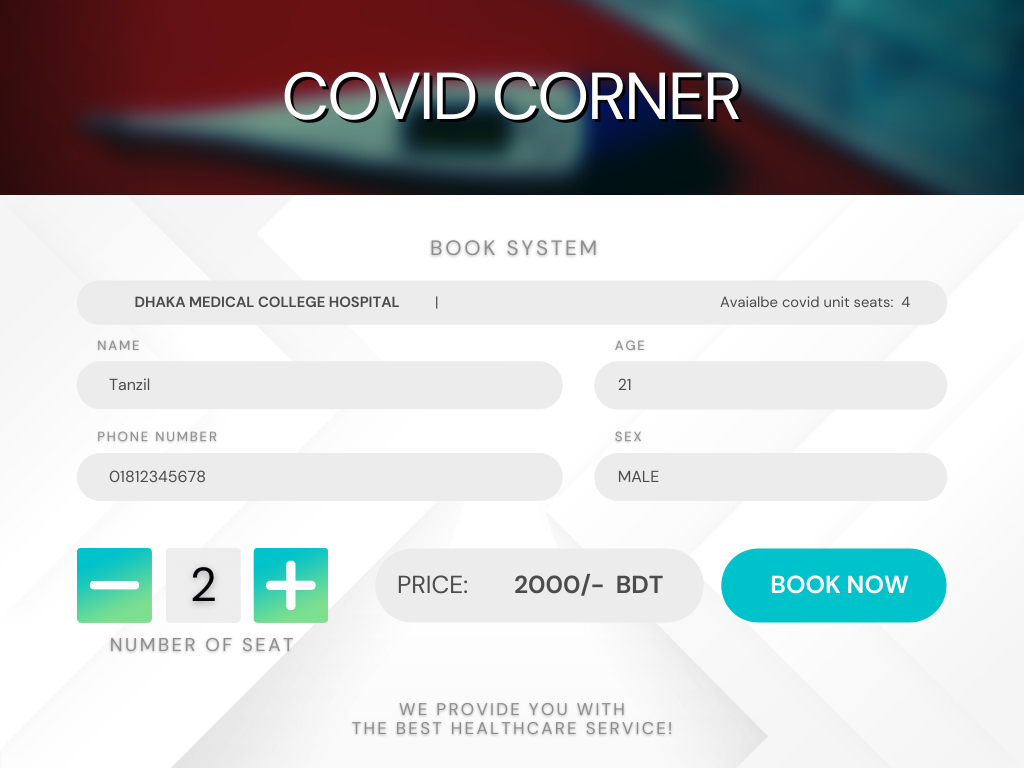 COVID CORNER
BOOK SYSTEM
DHAKA MEDICAL COLLEGE HOSPITAL | Avaialbe covid unit seats: 4
NAME AGE
Tanzil 21
PHONE NUMBER SEX
01812345678 MALE
2 PRICE: 2000/- BDT BOOK NOW
NUMBER OF SEAT
WE PROVIDE YOU WITH
THE BEST HEALTHCARE SERVICE!